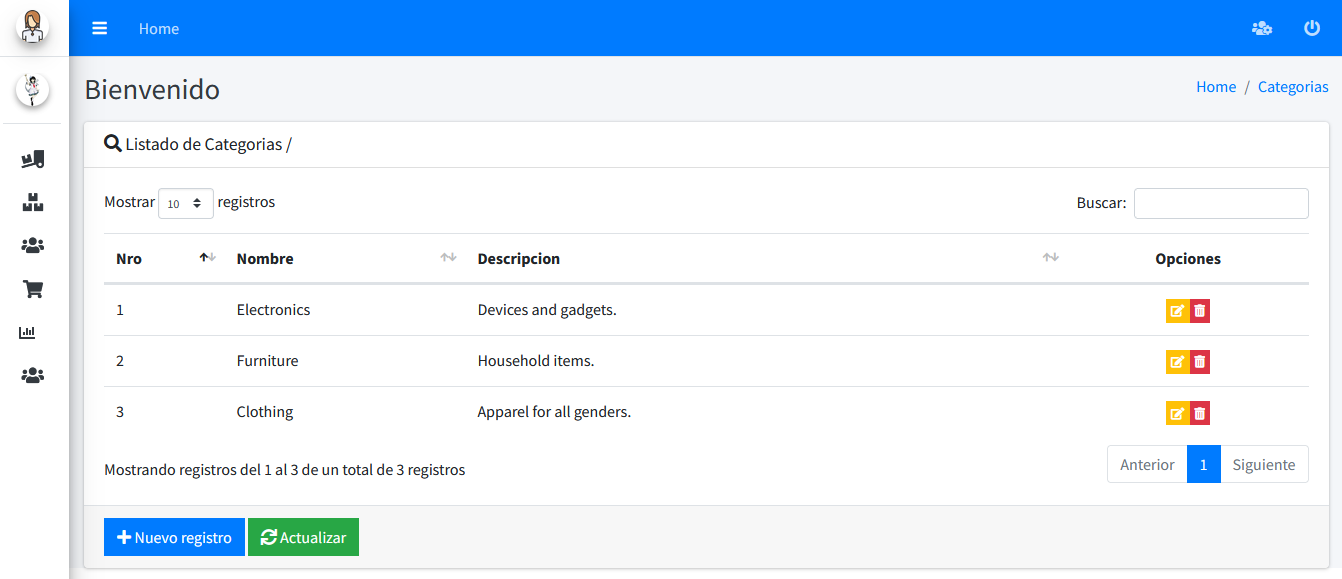 Home
Bienvenido
Home / Categorias
Listado de Categorias /
Mostrar 10 registros
Buscar:
Nro Nombre Descripcion Opciones
1 Electronics Devices and gadgets.
2 Furniture Household items.
3 Clothing Apparel for all genders.
Mostrando registros del 1 al 3 de un total de 3 registros
Anterior 1 Siguiente
Nuevo registro Actualizar